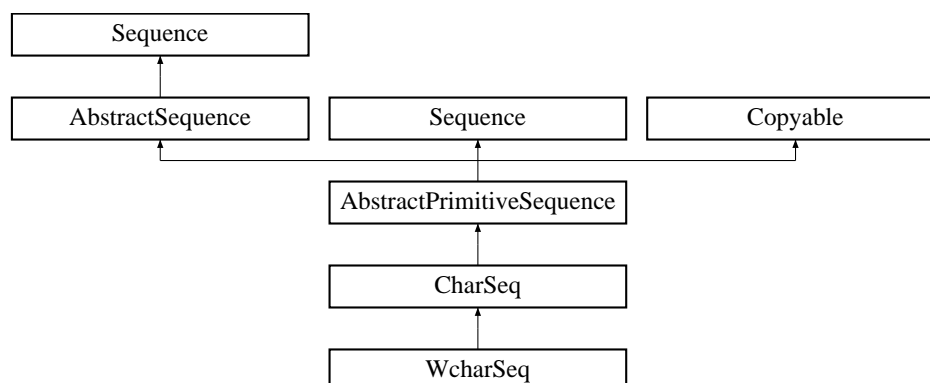 Sequence
AbstractSequence
Sequence
Copyable
AbstractPrimitiveSequence
CharSeq
WcharSeq